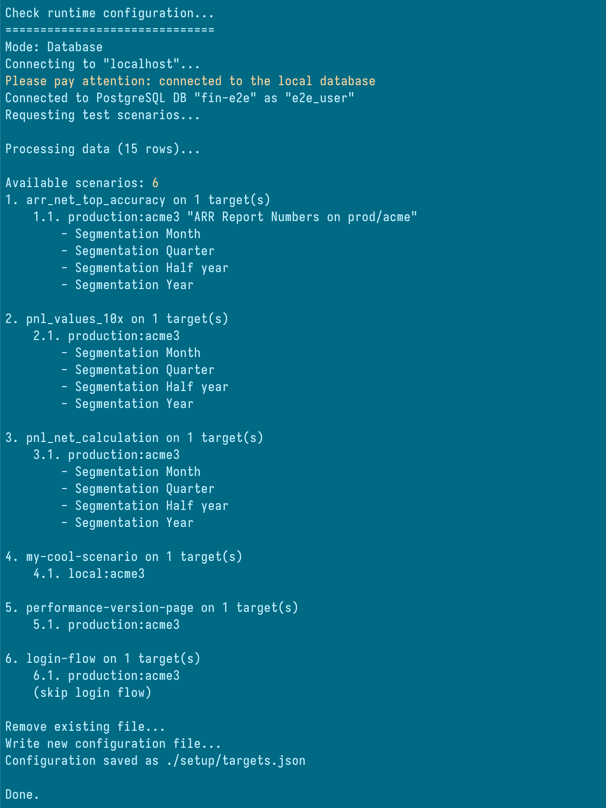 Check runtime configuration...
==============================
Mode: Database
Connecting to "localhost"...
Please pay attention: connected to the local database
Connected to PostgreSQL DB "fin-e2e" as "e2e_user"
Requesting test scenarios...

Processing data (15 rows)...

Available scenarios: 6
1. arr_net_top_accuracy on 1 target(s)
    1.1. production:acme3 "ARR Report Numbers on prod/acme"
        - Segmentation Month
        - Segmentation Quarter
        - Segmentation Half year
        - Segmentation Year

2. pnl_values_10x on 1 target(s)
    2.1. production:acme3
        - Segmentation Month
        - Segmentation Quarter
        - Segmentation Half year
        - Segmentation Year

3. pnl_net_calculation on 1 target(s)
    3.1. production:acme3
        - Segmentation Month
        - Segmentation Quarter
        - Segmentation Half year
        - Segmentation Year

4. my-cool-scenario on 1 target(s)
    4.1. local:acme3

5. performance-version-page on 1 target(s)
    5.1. production:acme3

6. login-flow on 1 target(s)
    6.1. production:acme3
    (skip login flow)

Remove existing file...
Write new configuration file...
Configuration saved as ./setup/targets.json

Done.